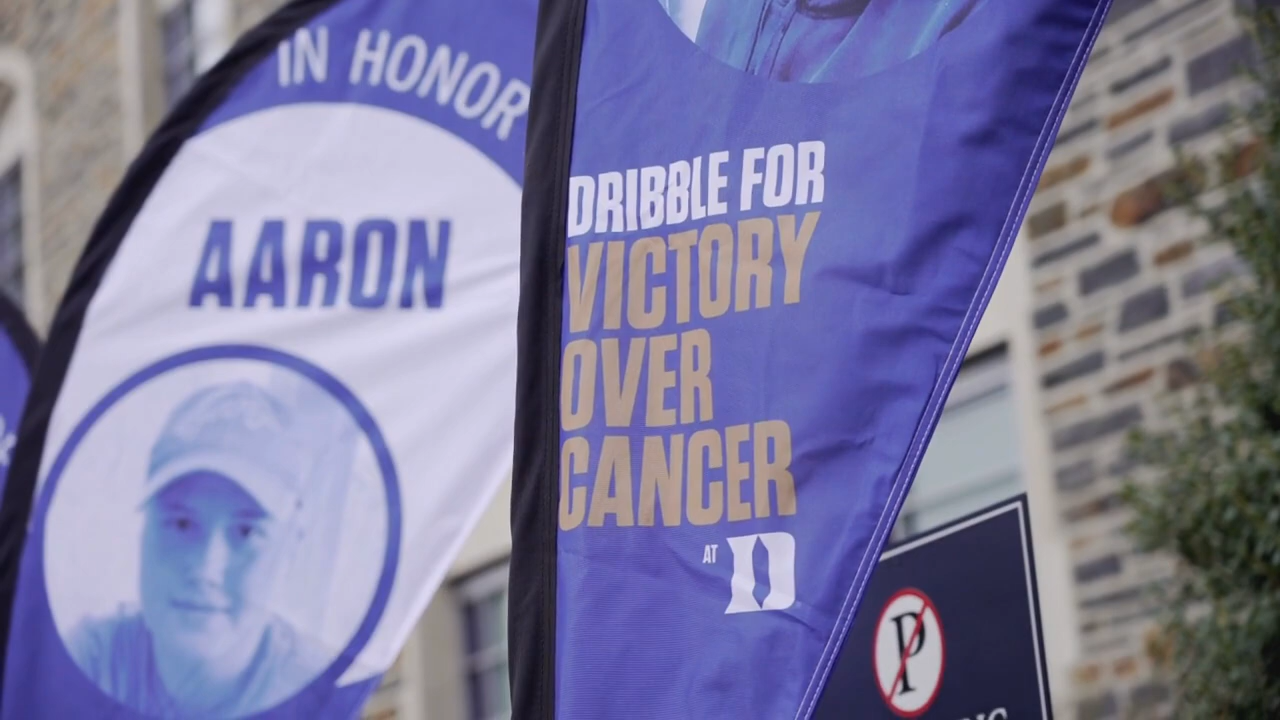 IN HONOR
AARON
DRIBBLE FOR
VICTORY
OVER
CANCER
AT D
P